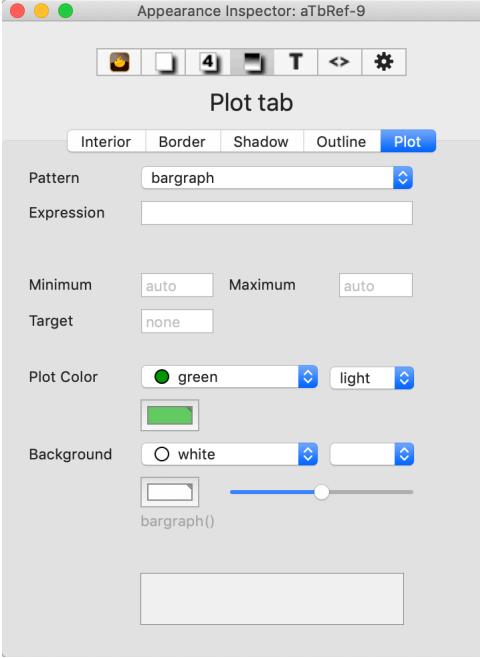 Appearance Inspector: aTbRef-9
4 T <>
Plot tab
Interior Border Shadow Outline Plot
Pattern bargraph
Expression
Minimum auto Maximum auto
Target none
Plot Color green light
Background white
bargraph()